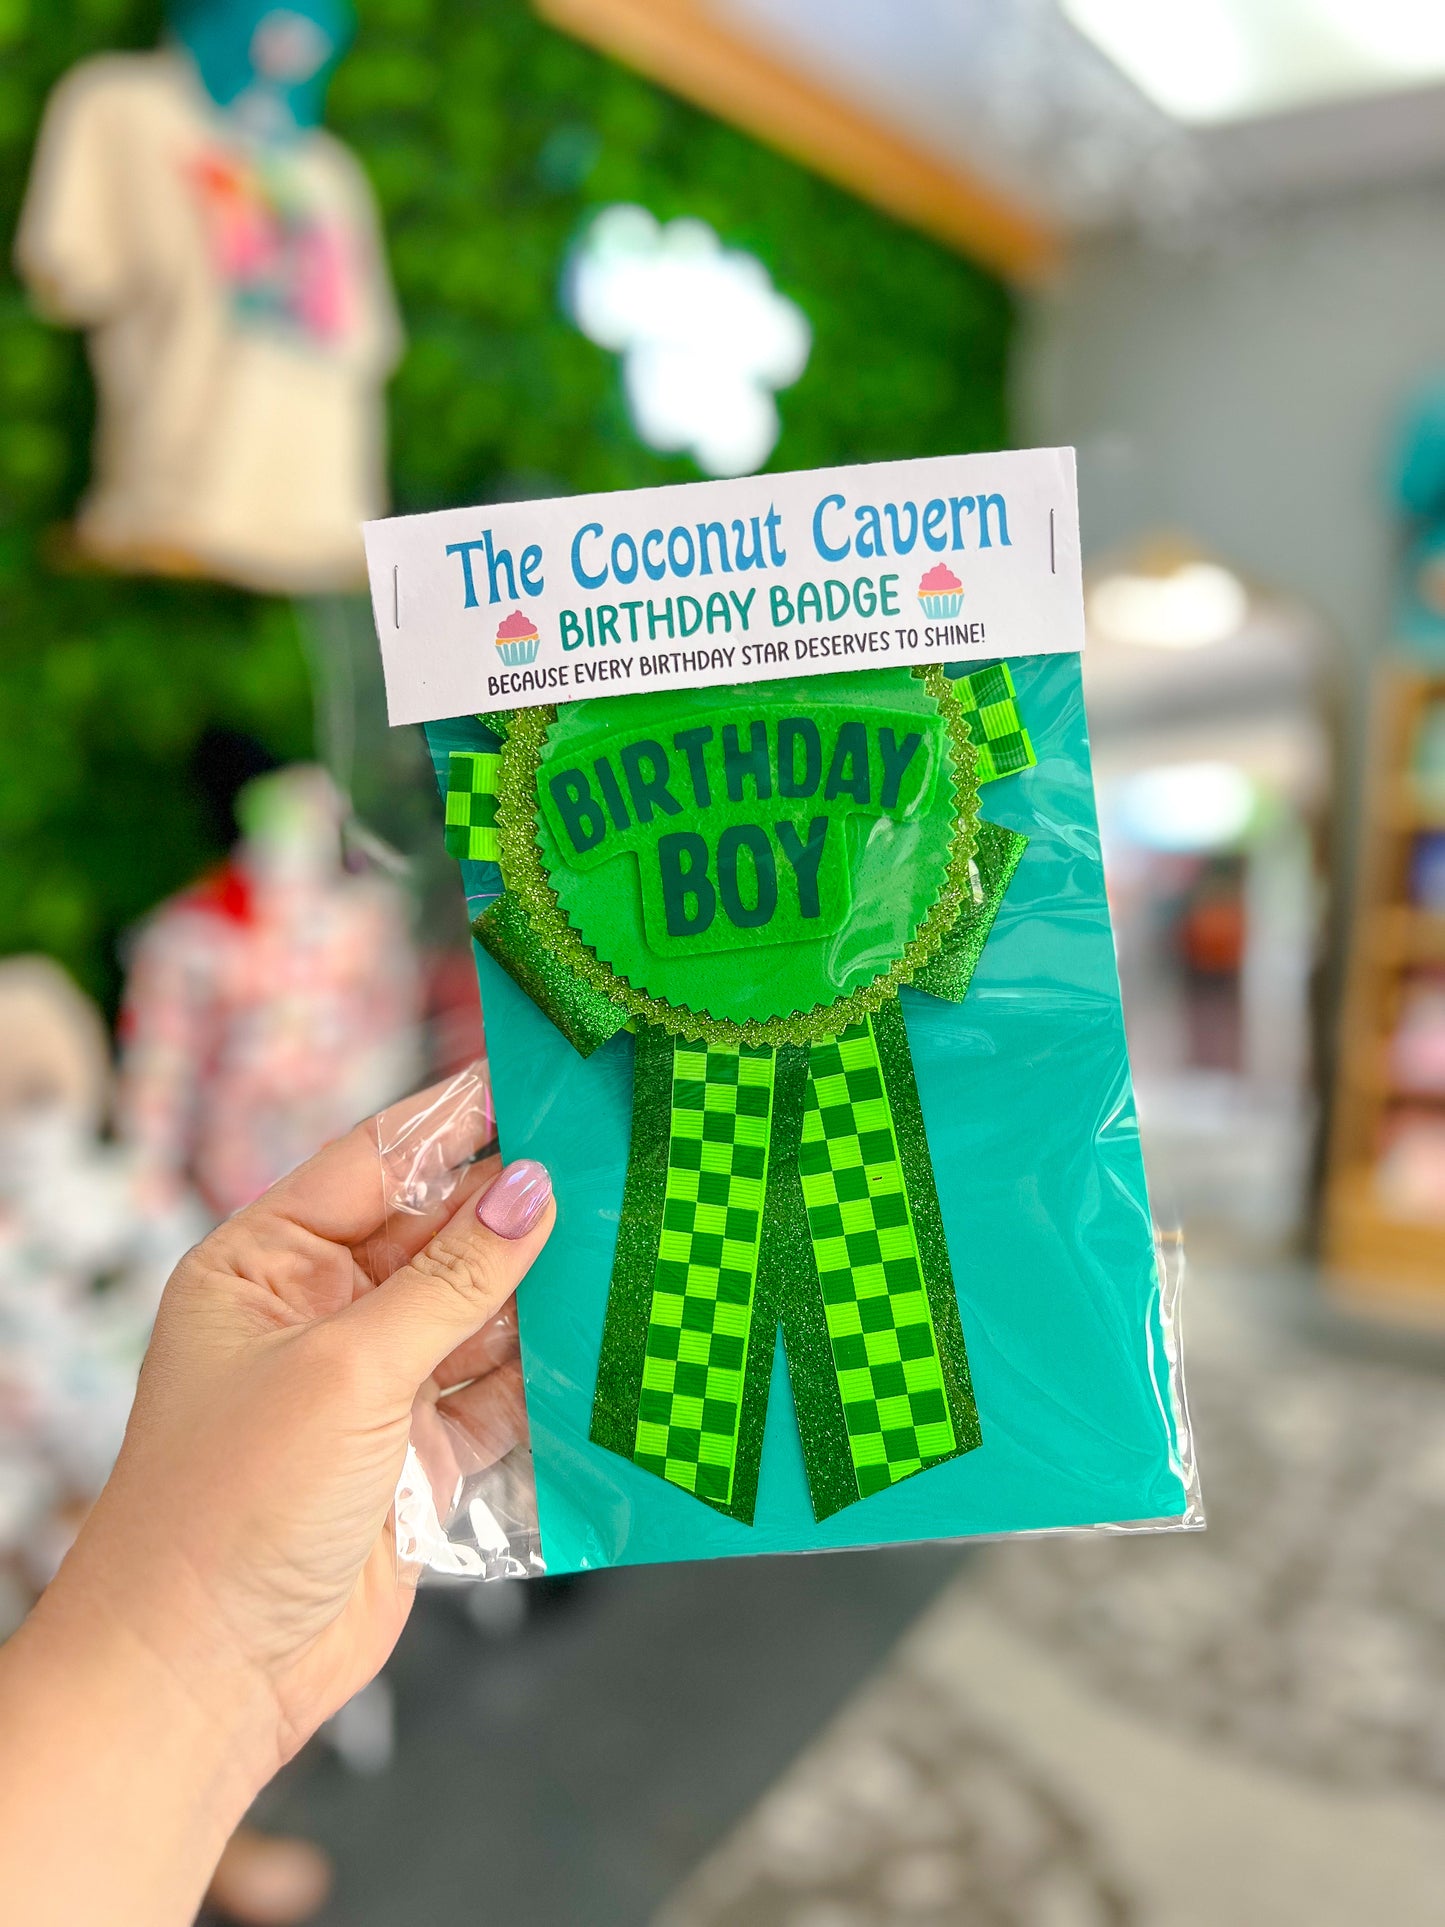 The Coconut Cavern
BIRTHDAY BADGE
BECAUSE EVERY BIRTHDAY STAR DESERVES TO SHINE!
BIRTHDAY
BOY